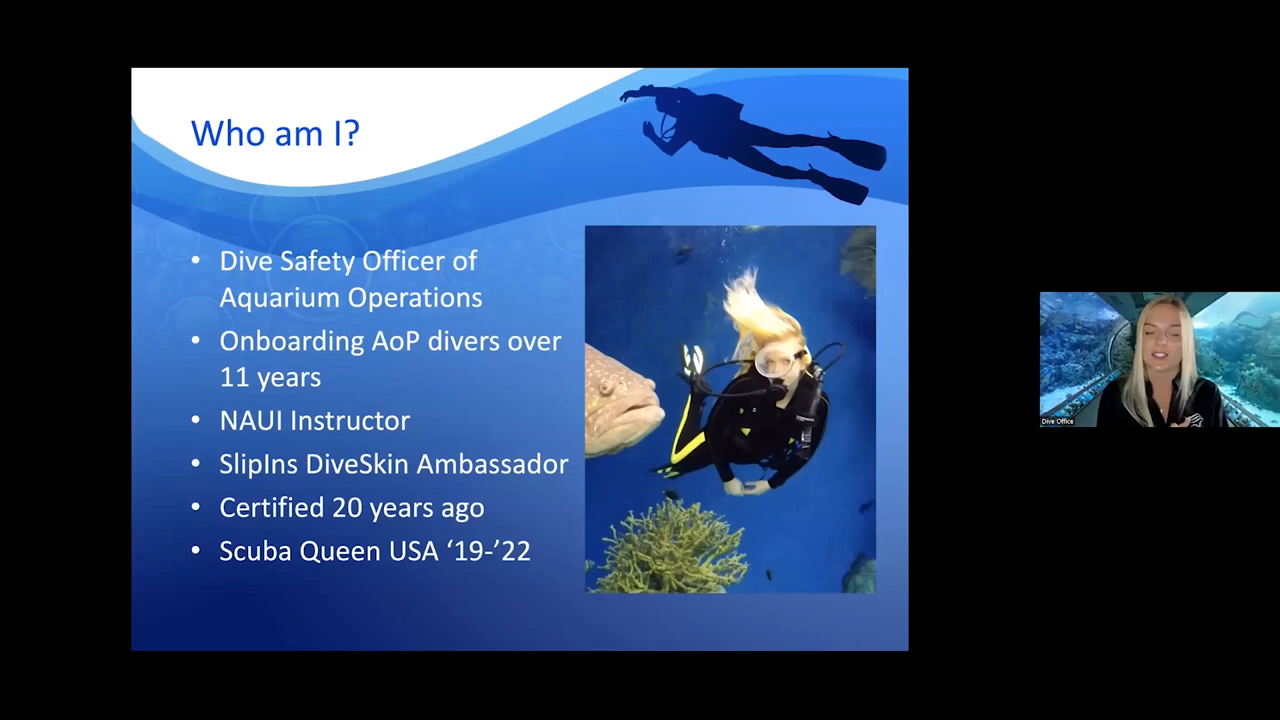 Who am I?
• Dive Safety Officer of
Aquarium Operations
• Onboarding AoP divers over
11 years
• NAUI Instructor
• SlipIns DiveSkin Ambassador
• Certified 20 years ago
• Scuba Queen USA ‘19-’22
Dive Office